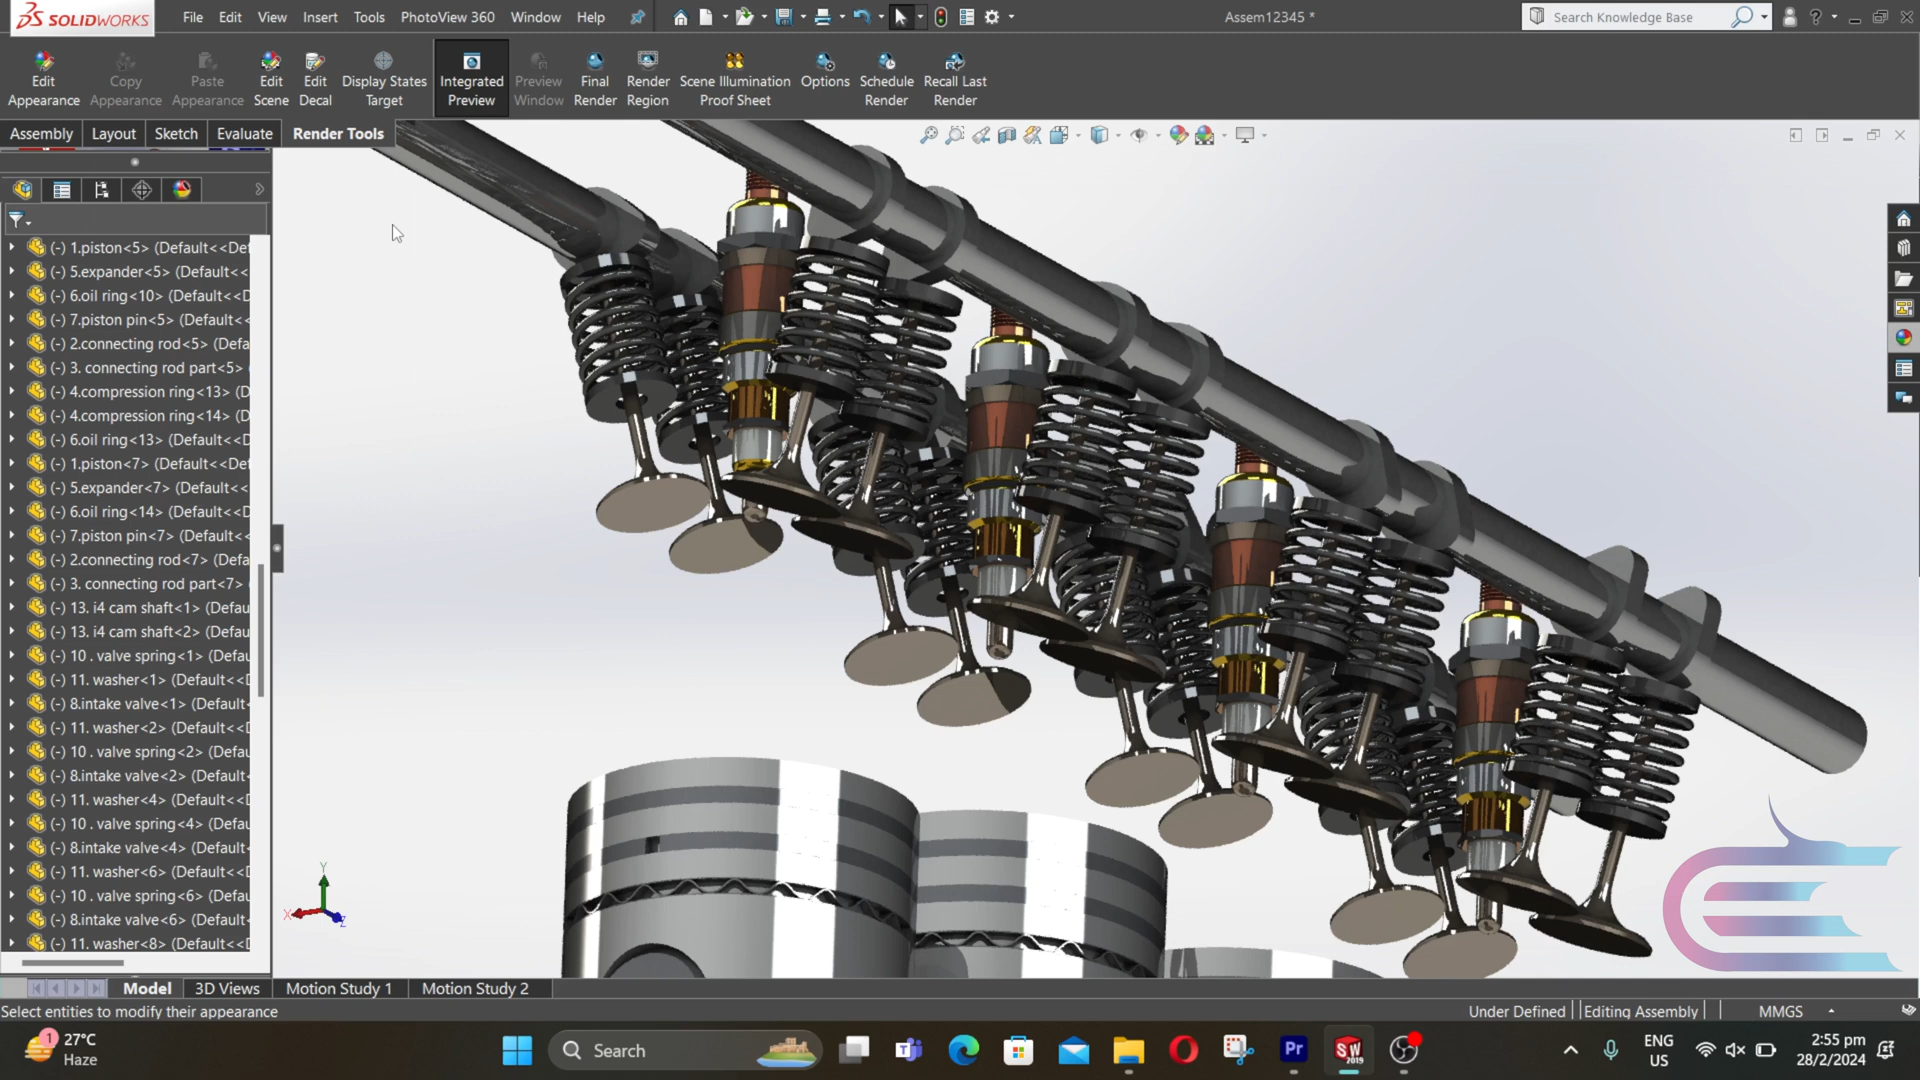 SOLIDWORKS
File Edit View Insert Tools PhotoView 360 Window Help
Assem12345 *
Search Knowledge Base
Edit Appearance
Copy Appearance
Paste Appearance
Edit Scene
Edit Decal
Display States Target
Integrated Preview
Preview Window
Final Render
Render Region
Scene Illumination Proof Sheet
Options
Schedule Render
Recall Last Render
Assembly Layout Sketch Evaluate Render Tools
(-) 1.piston<5> (Default<<Def
(-) 5.expander<5> (Default<<
(-) 6.oil ring<10> (Default<<D
(-) 7.piston pin<5> (Default<<
(-) 2.connecting rod<5> (Defa
(-) 3. connecting rod part<5>
(-) 4.compression ring<13> (D
(-) 4.compression ring<14> (D
(-) 6.oil ring<13> (Default<<D
(-) 1.piston<7> (Default<<Def
(-) 5.expander<7> (Default<<
(-) 6.oil ring<14> (Default<<D
(-) 7.piston pin<7> (Default<<
(-) 2.connecting rod<7> (Defa
(-) 3. connecting rod part<7>
(-) 13. i4 cam shaft<1> (Defau
(-) 13. i4 cam shaft<2> (Defau
(-) 10 . valve spring<1> (Defau
(-) 11. washer<1> (Default<<D
(-) 8.intake valve<1> (Default<
(-) 11. washer<2> (Default<<D
(-) 10 . valve spring<2> (Defau
(-) 8.intake valve<2> (Default<
(-) 11. washer<4> (Default<<D
(-) 10 . valve spring<4> (Defau
(-) 8.intake valve<4> (Default<
(-) 11. washer<6> (Default<<D
(-) 10 . valve spring<6> (Defau
(-) 8.intake valve<6> (Default<
(-) 11. washer<8> (Default<<D
Y
X
Z
Model 3D Views Motion Study 1 Motion Study 2
Select entities to modify their appearance
Under Defined Editing Assembly MMGS
1
27°C
Haze
Search
Pr
SW
2019
ENG
US
2:55 pm
28/2/2024